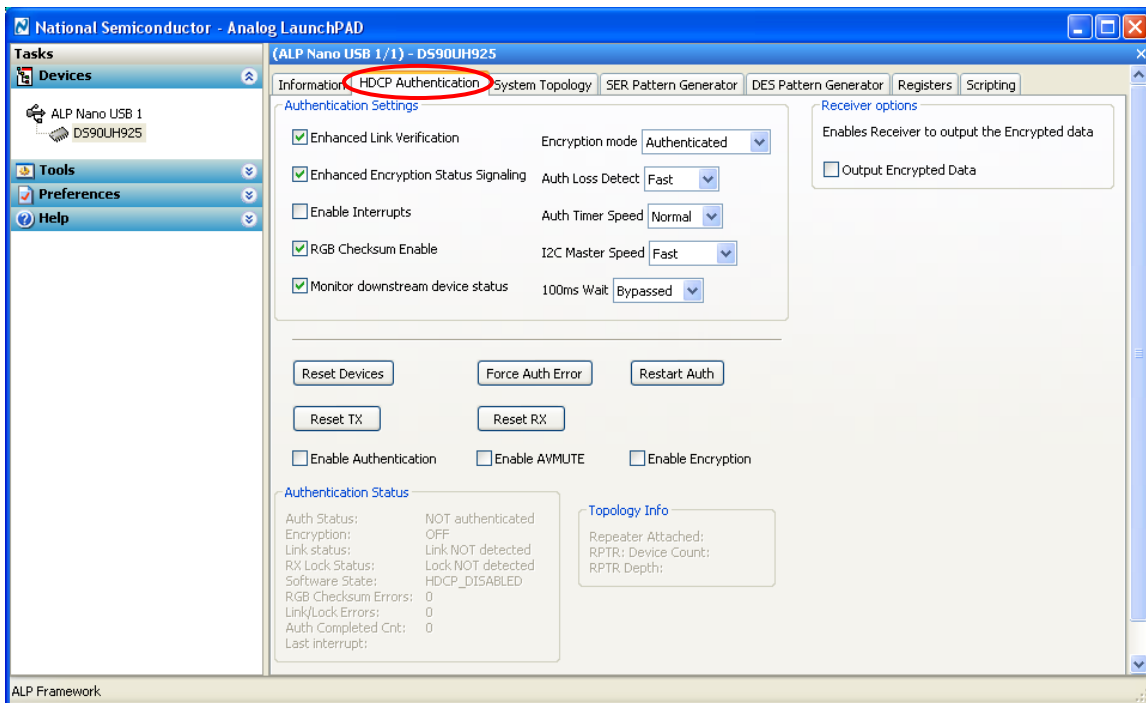 National Semiconductor - Analog LaunchPAD
Tasks
Devices
ALP Nano USB 1
DS90UH925
Tools
Preferences
Help
(ALP Nano USB 1/1) - DS90UH925
Information HDCP Authentication System Topology SER Pattern Generator DES Pattern Generator Registers Scripting
Authentication Settings
Enhanced Link Verification
Encryption mode Authenticated
Enhanced Encryption Status Signaling
Auth Loss Detect Fast
Enable Interrupts
Auth Timer Speed Normal
RGB Checksum Enable
I2C Master Speed Fast
Monitor downstream device status
100ms Wait Bypassed
Receiver options
Enables Receiver to output the Encrypted data
Output Encrypted Data
Reset Devices Force Auth Error Restart Auth
Reset TX Reset RX
Enable Authentication Enable AVMUTE Enable Encryption
Authentication Status
Auth Status: NOT authenticated
Encryption: OFF
Link status: Link NOT detected
RX Lock Status: Lock NOT detected
Software State: HDCP_DISABLED
RGB Checksum Errors: 0
Link/Lock Errors: 0
Auth Completed Cnt: 0
Last interrupt:
Topology Info
Repeater Attached:
RPTR: Device Count:
RPTR Depth:
ALP Framework